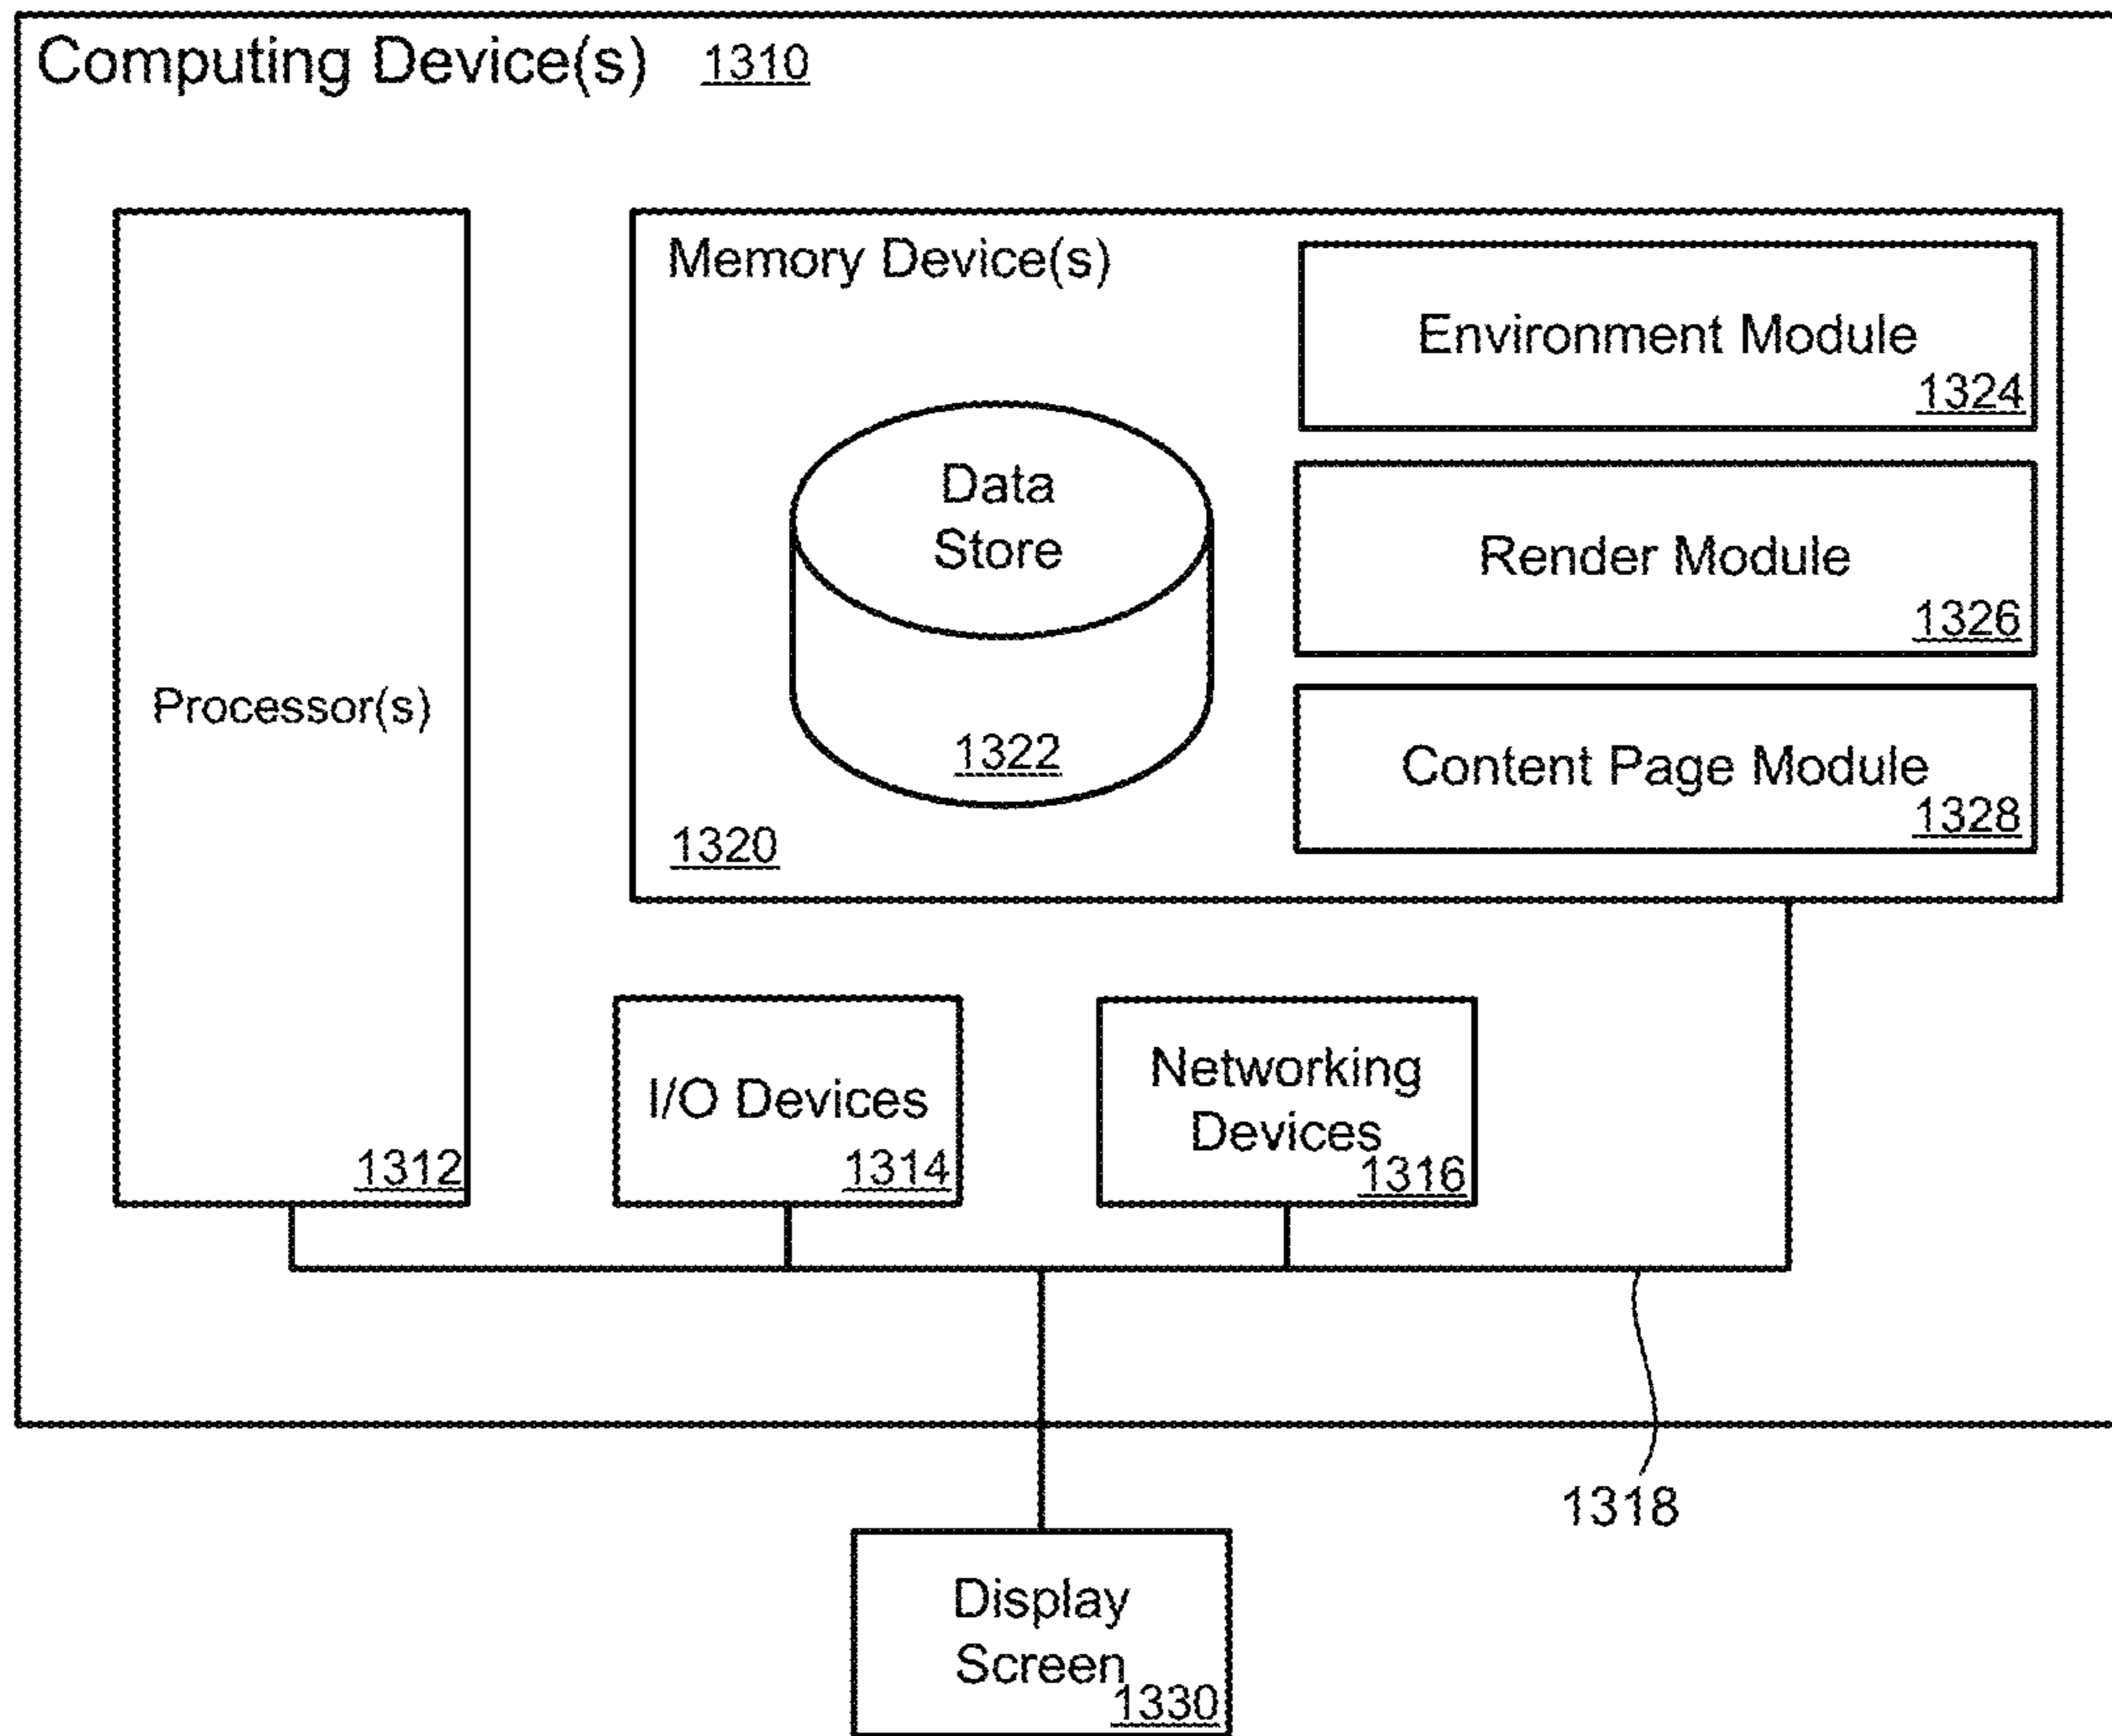 Computing Device(s) 1310
Memory Device(s)
Environment Module
1324
Data
Store
Render Module
1326
Processor(s)
1322
Content Page Module
1328
1320
I/O Devices
1314
Networking
Devices
1316
1312
1318
Display
Screen
1330